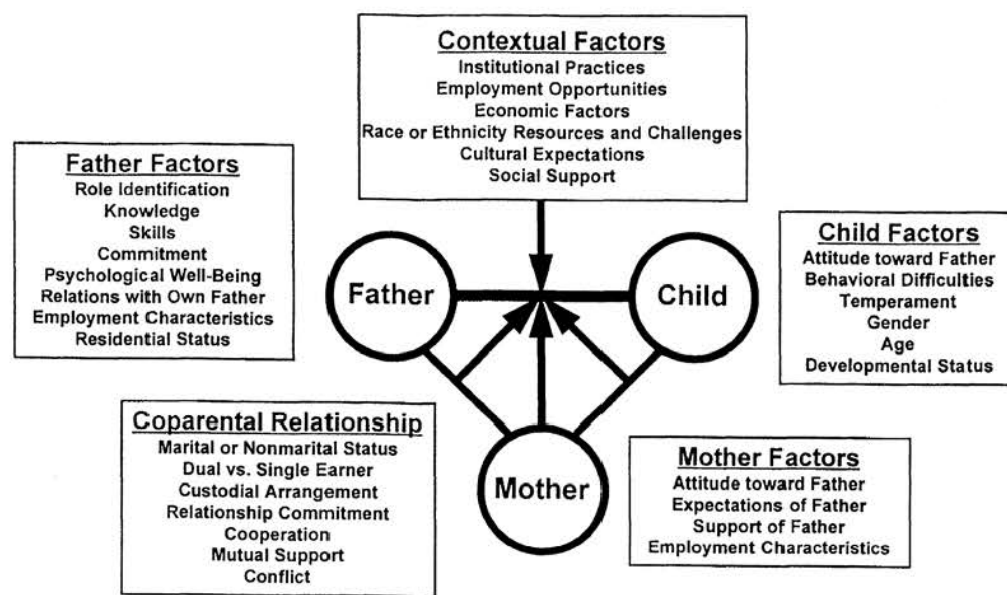 Contextual Factors
Institutional Practices
Employment Opportunities
Economic Factors
Race or Ethnicity Resources and Challenges
Cultural Expectations
Social Support
Father Factors
Role Identification
Knowledge
Skills
Commitment
Psychological Well-Being
Relations with Own Father
Employment Characteristics
Residential Status
Father
Child
Child Factors
Attitude toward Father
Behavioral Difficulties
Temperament
Gender
Age
Developmental Status
Coparental Relationship
Marital or Nonmarital Status
Dual vs. Single Earner
Custodial Arrangement
Relationship Commitment
Cooperation
Mutual Support
Conflict
Mother
Mother Factors
Attitude toward Father
Expectations of Father
Support of Father
Employment Characteristics